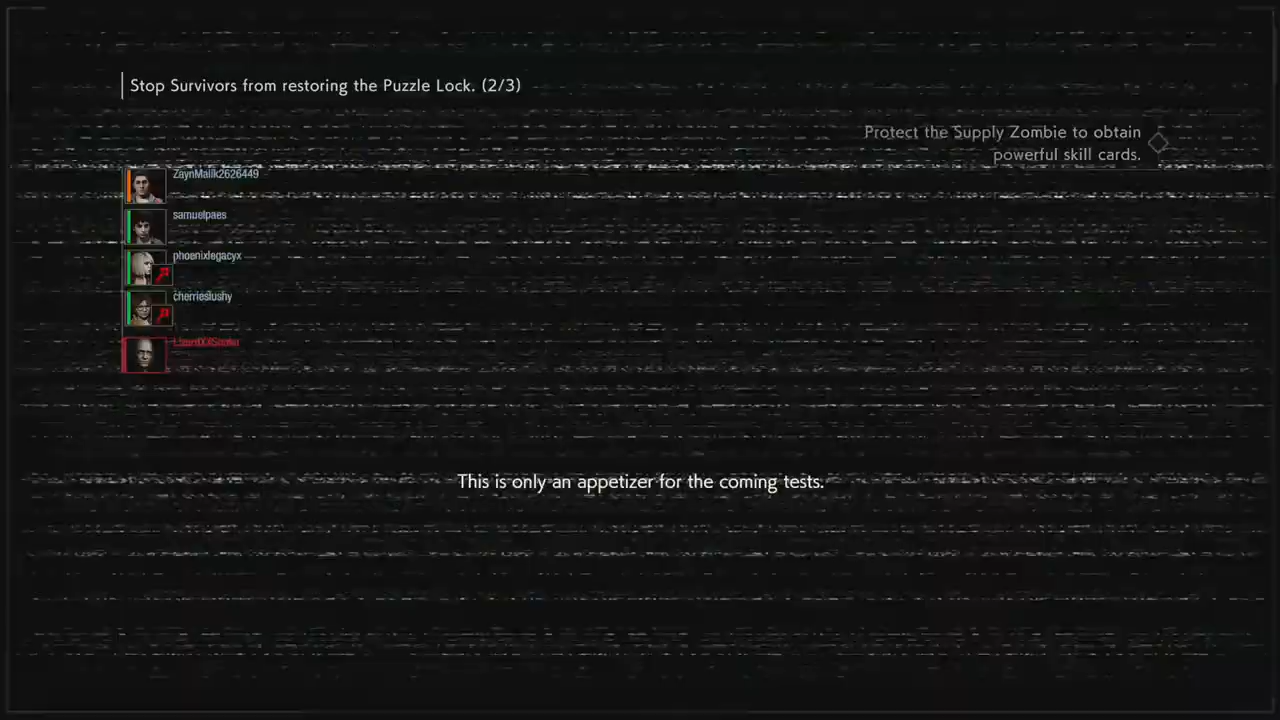 Stop Survivors from restoring the Puzzle Lock. (2/3)
Protect the Supply Zombie to obtain
powerful skill cards.
ZaynMalik2626449
samuelpaes
phoenixlegacyx
cherrieslushy
This is only an appetizer for the coming tests.